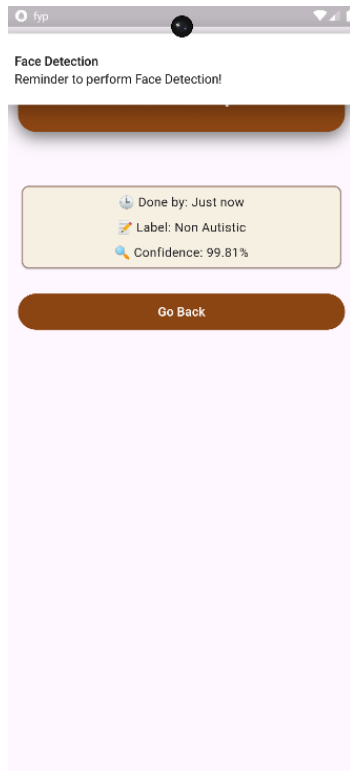 fyp
Face Detection
Reminder to perform Face Detection!
Done by: Just now
Label: Non Autistic
Confidence: 99.81%
Go Back